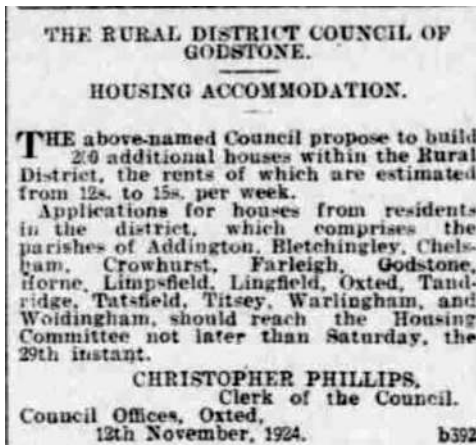 THE RURAL DISTRICT COUNCIL OF
GODSTONE.
HOUSING ACCOMMODATION.
THE above-named Council propose to build
200 additional houses within the Rural
District, the rents of which are estimated
from 12s. to 15s. per week.
Applications for houses from residents
in the district, which comprises the
parishes of Addington, Bletchingley, Chels-
ham, Crowhurst, Farleigh, Godstone,
Horne, Limpsfield, Lingfield, Oxted, Tand-
ridge, Tatsfield, Titsey, Warlingham, and
Woldingham, should reach the Housing
Committee not later than Saturday, the
29th instant.
CHRISTOPHER PHILLIPS,
Clerk of the Council.
Council Offices, Oxted,
12th November, 1924. b392